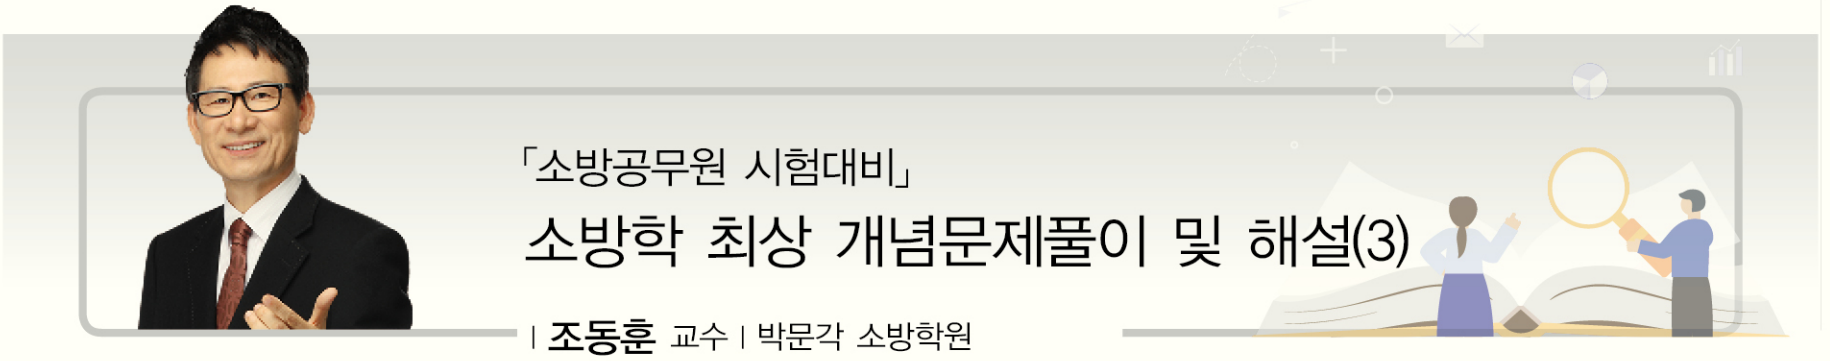 「소방공무원 시험대비」
소방학 최상 개념문제풀이 및 해설(3)
| 조동훈 교수 | 박문각 소방학원